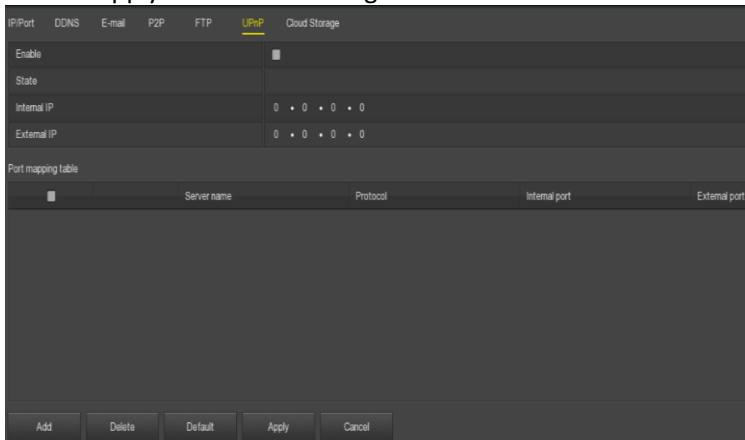 IP/Port DDNS E-mail P2P FTP UPnP Cloud Storage
Enable
State
Internal IP 0 . 0 . 0 . 0
External IP 0 . 0 . 0 . 0
Port mapping table
Server name Protocol Internal port External port
Add Delete Default Apply Cancel